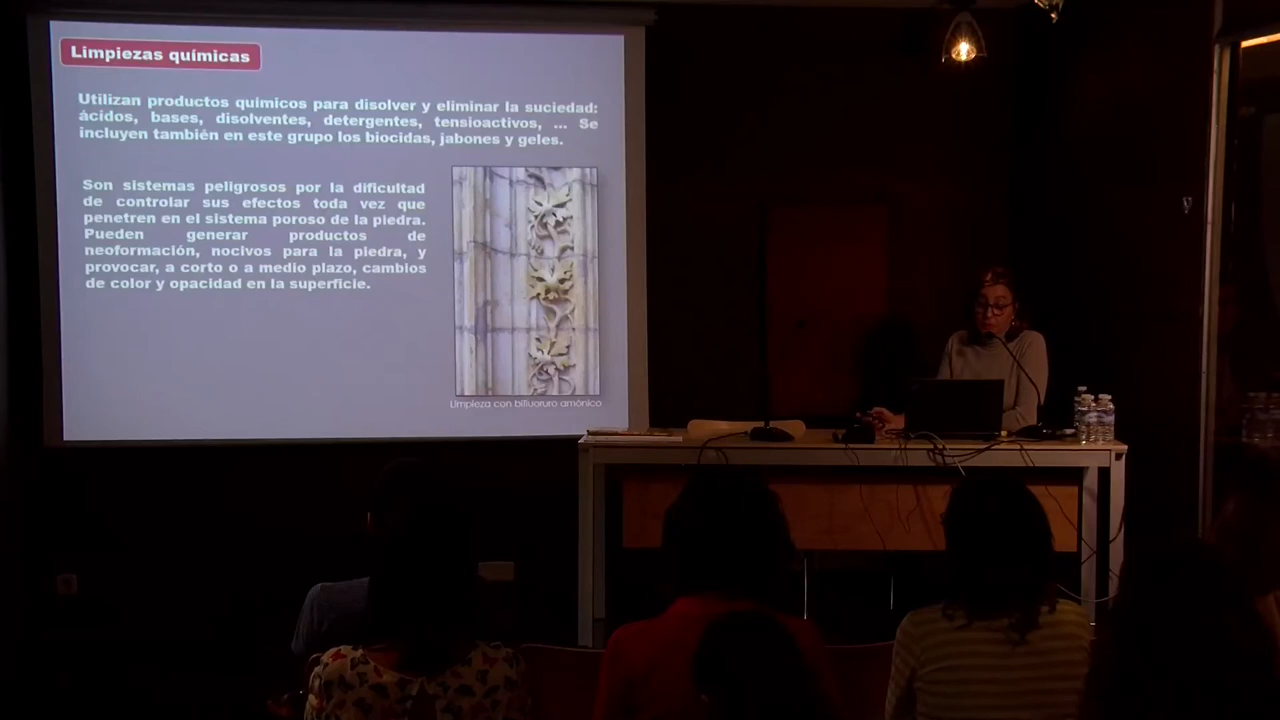 Limpiezas químicas
Utilizan productos químicos para disolver y eliminar la suciedad:
ácidos, bases, disolventes, detergentes, tensioactivos, ... Se
incluyen también en este grupo los biocidas, jabones y geles.
Son sistemas peligrosos por la dificultad
de controlar sus efectos toda vez que
penetren en el sistema poroso de la piedra.
Pueden generar productos de
neoformación, nocivos para la piedra, y
provocar, a corto o a medio plazo, cambios
de color y opacidad en la superficie.
Limpieza con bifluoruro amónico